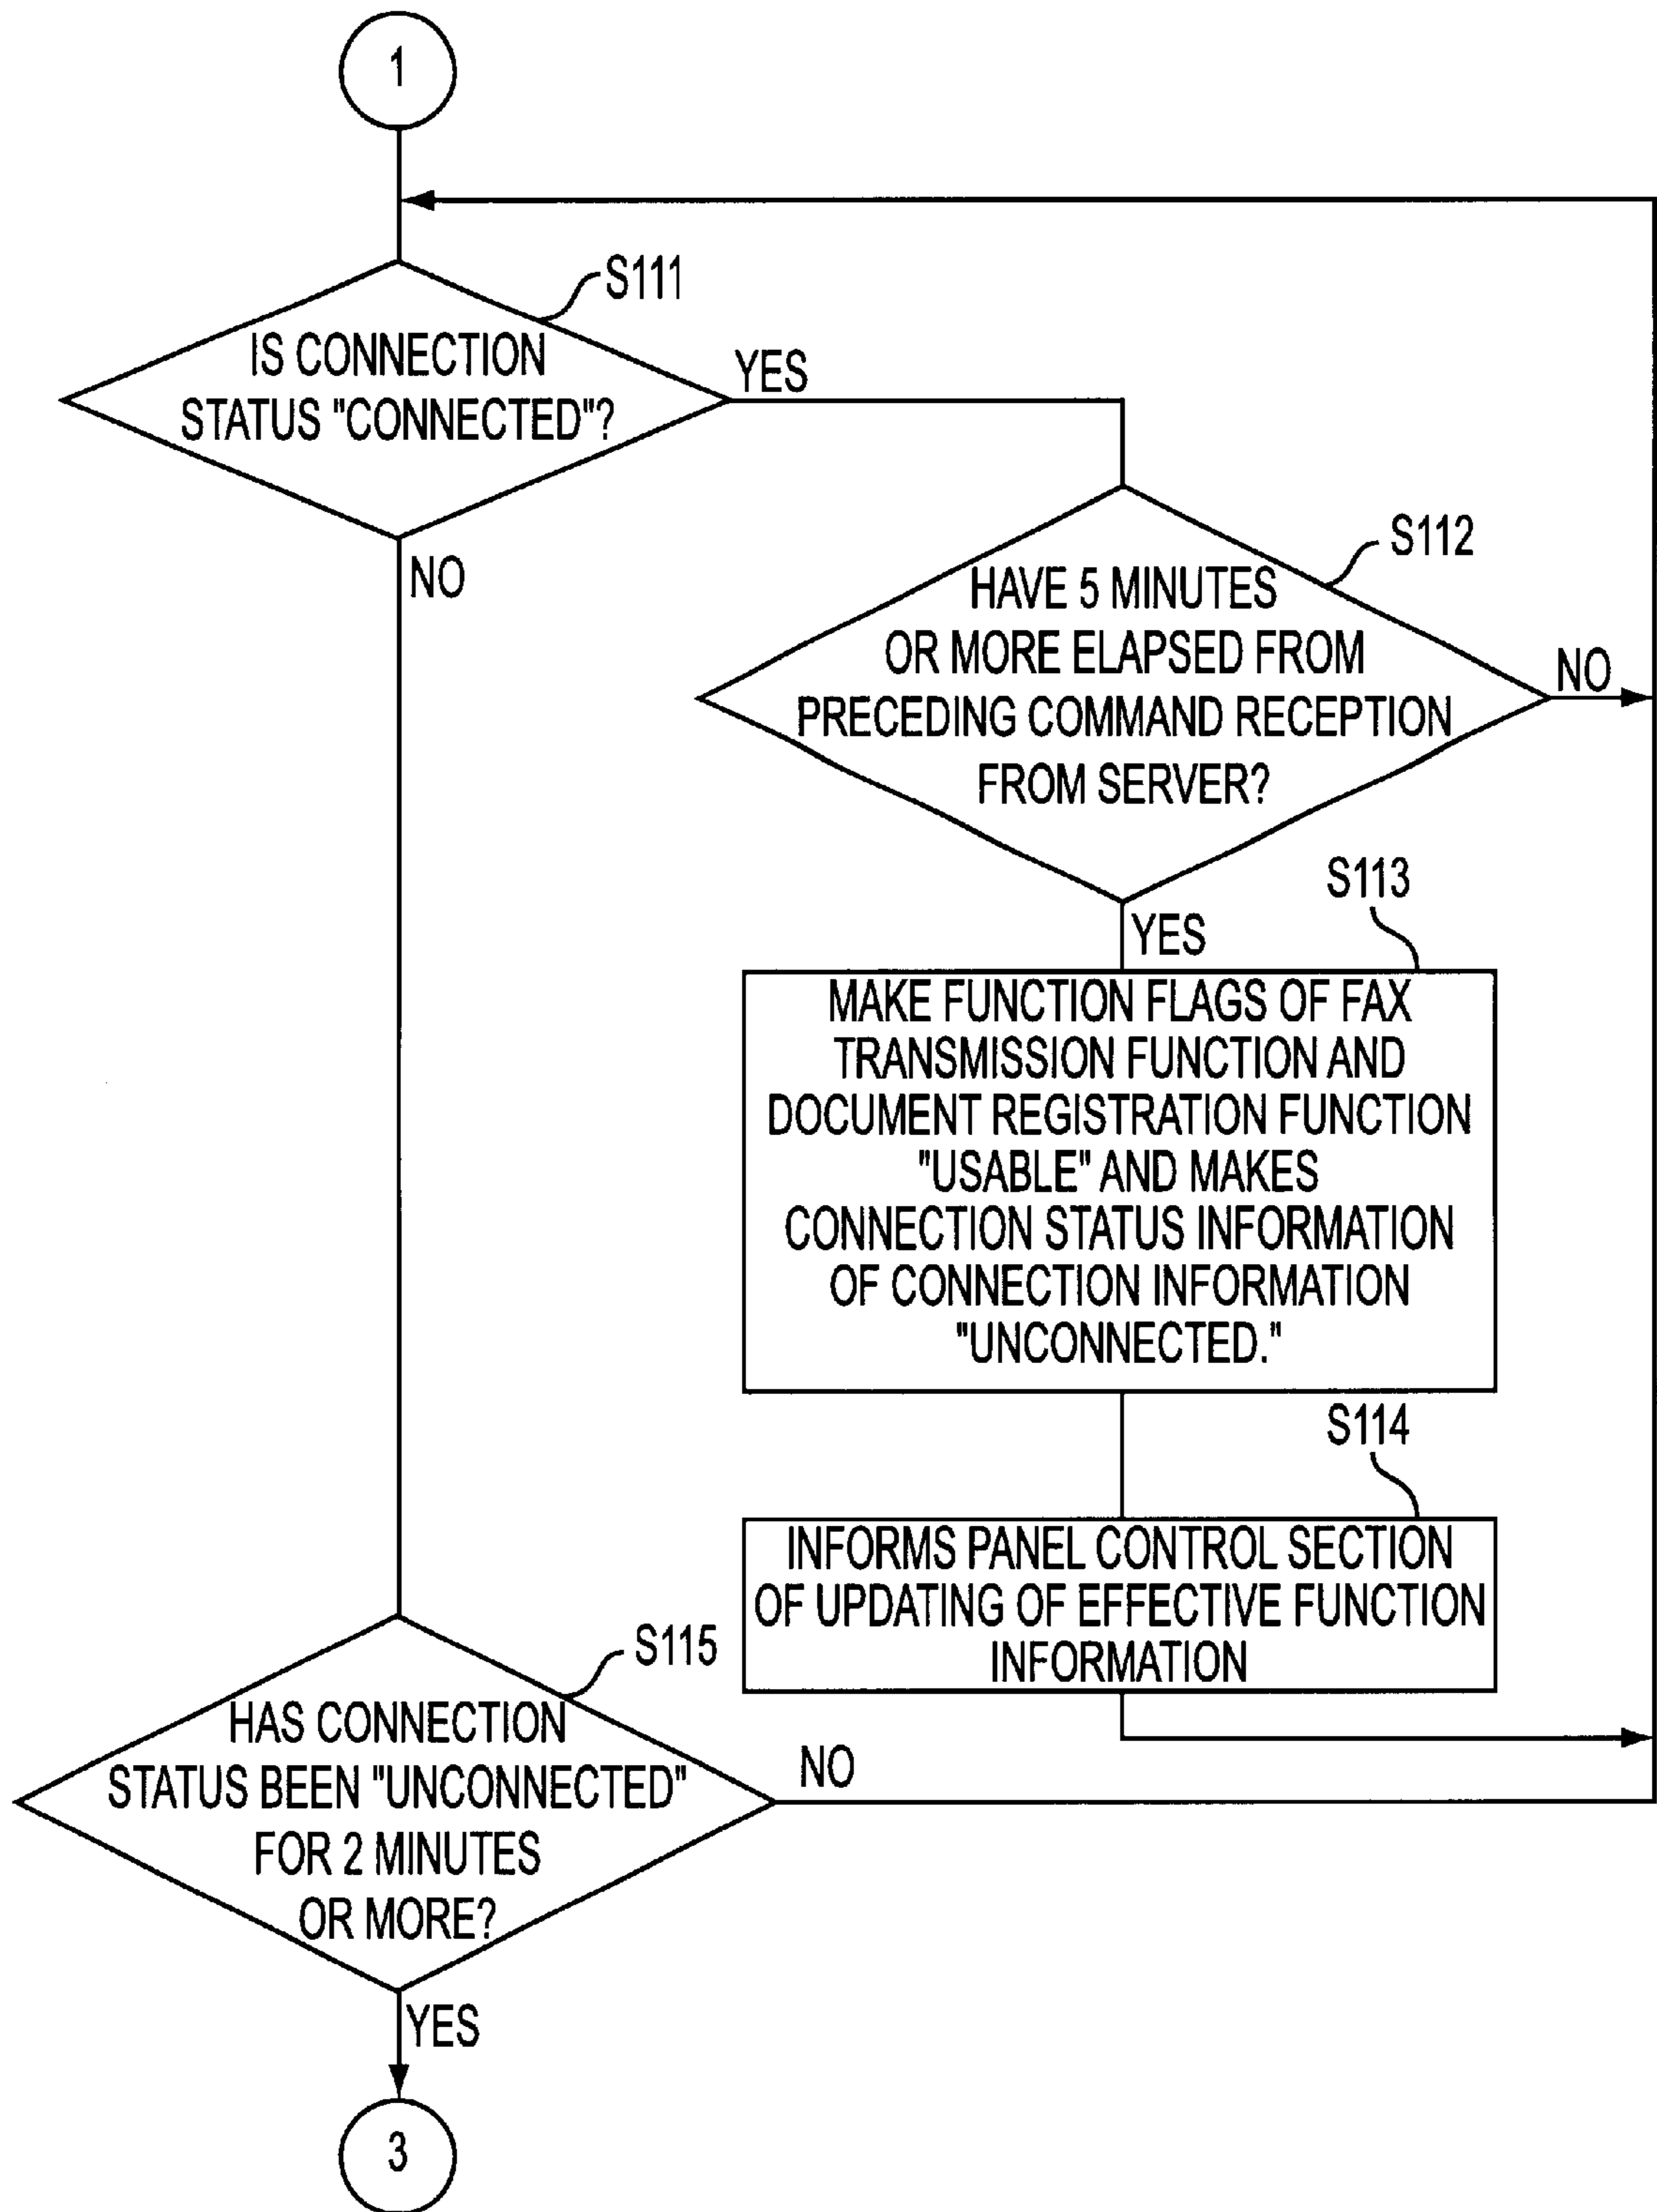 1
S111
IS CONNECTION
STATUS "CONNECTED"?
YES
NO
S112
HAVE 5 MINUTES
OR MORE ELAPSED FROM
PRECEDING COMMAND RECEPTION
FROM SERVER?
NO
YES
S113
MAKE FUNCTION FLAGS OF FAX
TRANSMISSION FUNCTION AND
DOCUMENT REGISTRATION FUNCTION
"USABLE" AND MAKES
CONNECTION STATUS INFORMATION
OF CONNECTION INFORMATION
"UNCONNECTED."
S114
INFORMS PANEL CONTROL SECTION
OF UPDATING OF EFFECTIVE FUNCTION
INFORMATION
S115
HAS CONNECTION
STATUS BEEN "UNCONNECTED"
FOR 2 MINUTES
OR MORE?
NO
YES
3